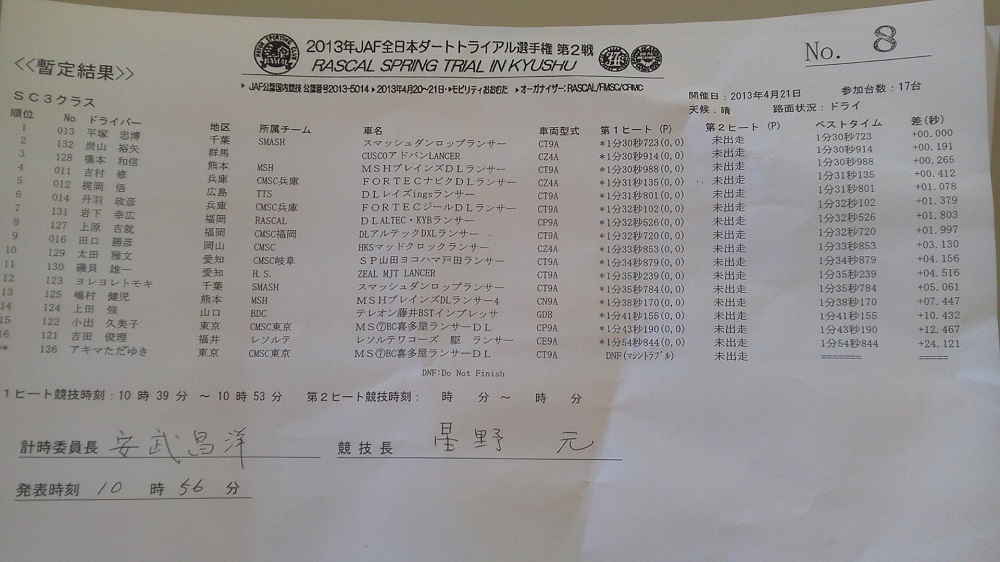 2013年JAF全日本ダートトライアル選手権 第2戦
RASCAL SPRING TRIAL IN KYUSHU
No. 8
<<暫定結果>>
▶JAF公認国内競技 公認番号2013-5014 ▶2013年4月20~21日 ▶モビリティおおむた ▶オーガナイザー:RASCAL/FMSC/CRMC
開催日:2013年4月21日 参加台数:17台
SC3クラス 天候:晴 路面状況:ドライ
順位 No ドライバー 地区 所属チーム 車名 車両型式 第1ヒート(P) 第2ヒート(P) ベストタイム 差(秒)
1 013 平塚 忠博 千葉 SMASH スマッシュダンロップランサー CT9A *1分30秒723(0,0) 未出走 1分30秒723 +00.000
2 132 炭山 裕矢 群馬 CUSCOアドバンLANCER CZ4A *1分30秒914(0,0) 未出走 1分30秒914 +00.191
3 128 橋本 和信 熊本 MSH MSHブレインズDLランサー CT9A *1分30秒988(0,0) 未出走 1分30秒988 +00.265
4 011 吉村 修 兵庫 CMSC兵庫 FORTECナビクDLランサー CZ4A *1分31秒135(0,0) 未出走 1分31秒135 +00.412
5 012 梶岡 悟 広島 TTS DLレイズingsランサー CT9A *1分31秒801(0,0) 未出走 1分31秒801 +01.078
6 014 丹羽 政彦 兵庫 CMSC兵庫 FORTECジールDLランサー CT9A *1分32秒102(0,0) 未出走 1分32秒102 +01.379
7 131 岩下 幸広 福岡 RASCAL DLALTEC・KYBランサー CP9A *1分32秒526(0,0) 未出走 1分32秒526 +01.803
8 127 上原 吉就 福岡 CMSC福岡 DLアルテックDXLランサー CT9A *1分32秒720(0,0) 未出走 1分32秒720 +01.997
9 016 田口 勝彦 岡山 CMSC HKSマッドクロックランサー CZ4A *1分33秒853(0,0) 未出走 1分33秒853 +03.130
10 129 太田 雅文 愛知 CMSC岐阜 SP山田ヨコハマ戸田ランサー CT9A *1分34秒879(0,0) 未出走 1分34秒879 +04.156
11 130 磯貝 雄一 愛知 H.S. ZEAL MJT LANCER CT9A *1分35秒239(0,0) 未出走 1分35秒239 +04.516
12 123 ヨレヨレトモキ 千葉 SMASH スマッシュダンロップランサー CT9A *1分35秒784(0,0) 未出走 1分35秒784 +05.061
13 125 嶋村 健児 熊本 MSH MSHブレインズDLランサー4 CN9A *1分38秒170(0,0) 未出走 1分38秒170 +07.447
14 124 上田 強 山口 BDC テレオン藤井BSTインプレッサ GDB *1分41秒155(0,0) 未出走 1分41秒155 +10.432
15 122 小出 久美子 東京 CMSC東京 MS⑦BC喜多屋ランサーDL CP9A *1分43秒190(0,0) 未出走 1分43秒190 +12.467
16 121 吉田 俊理 福井 レソルテ レソルテワコーズ 駆 ランサー CE9A *1分54秒844(0,0) 未出走 1分54秒844 +24.121
126 アキマただゆき 東京 CMSC東京 MS⑦BC喜多屋ランサーDL CT9A DNF(マシントラブル) 未出走 ======= ======
DNF:Do Not Finish
1ヒート競技時刻:10 時 39 分 ~ 10 時 53 分 第2ヒート競技時刻: 時 分~ 時 分
計時委員長 安武昌洋 競技長 星野 元
発表時刻 10 時 56 分